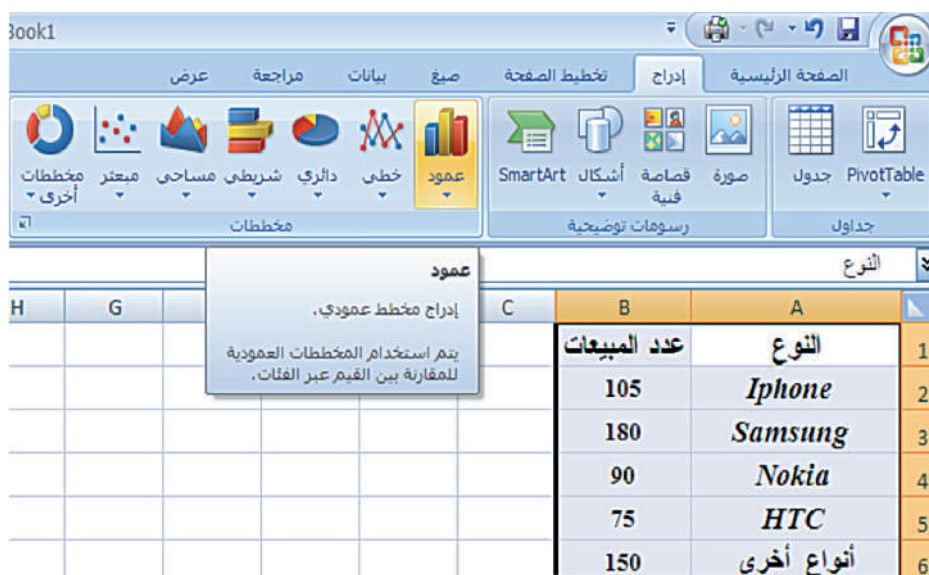 Book1
الصفحة الرئيسية إدراج تخطيط الصفحة صيغ بيانات مراجعة عرض
PivotTable جدول صورة قصاصة فنية أشكال SmartArt عمود خطي دائري شريطي مساحي مبعثر مخططات أخرى
جداول رسومات توضيحية مخططات
النوع
عمود
إدراج مخطط عمودي.
يتم استخدام المخططات العمودية
للمقارنة بين القيم عبر الفئات.
A B C G H
1 النوع عدد المبيعات
2 Iphone 105
3 Samsung 180
4 Nokia 90
5 HTC 75
6 أنواع أخرى 150